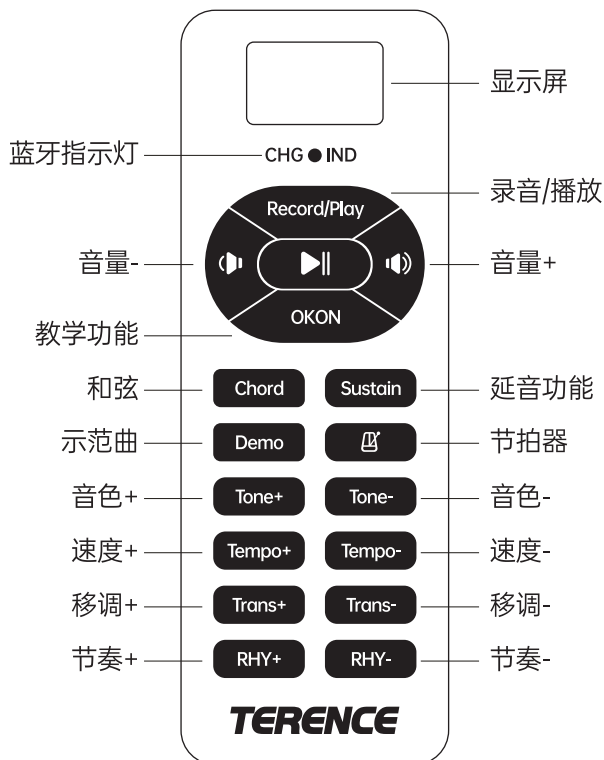 显示屏
蓝牙指示灯
CHG IND
录音/播放
Record/Play
音量-
音量+
OKON
教学功能
和弦
Chord
Sustain
延音功能
示范曲
Demo
节拍器
音色+
Tone+
Tone-
音色-
速度+
Tempo+
Tempo-
速度-
移调+
Trans+
Trans-
移调-
节奏+
RHY+
RHY-
节奏-
TERENCE